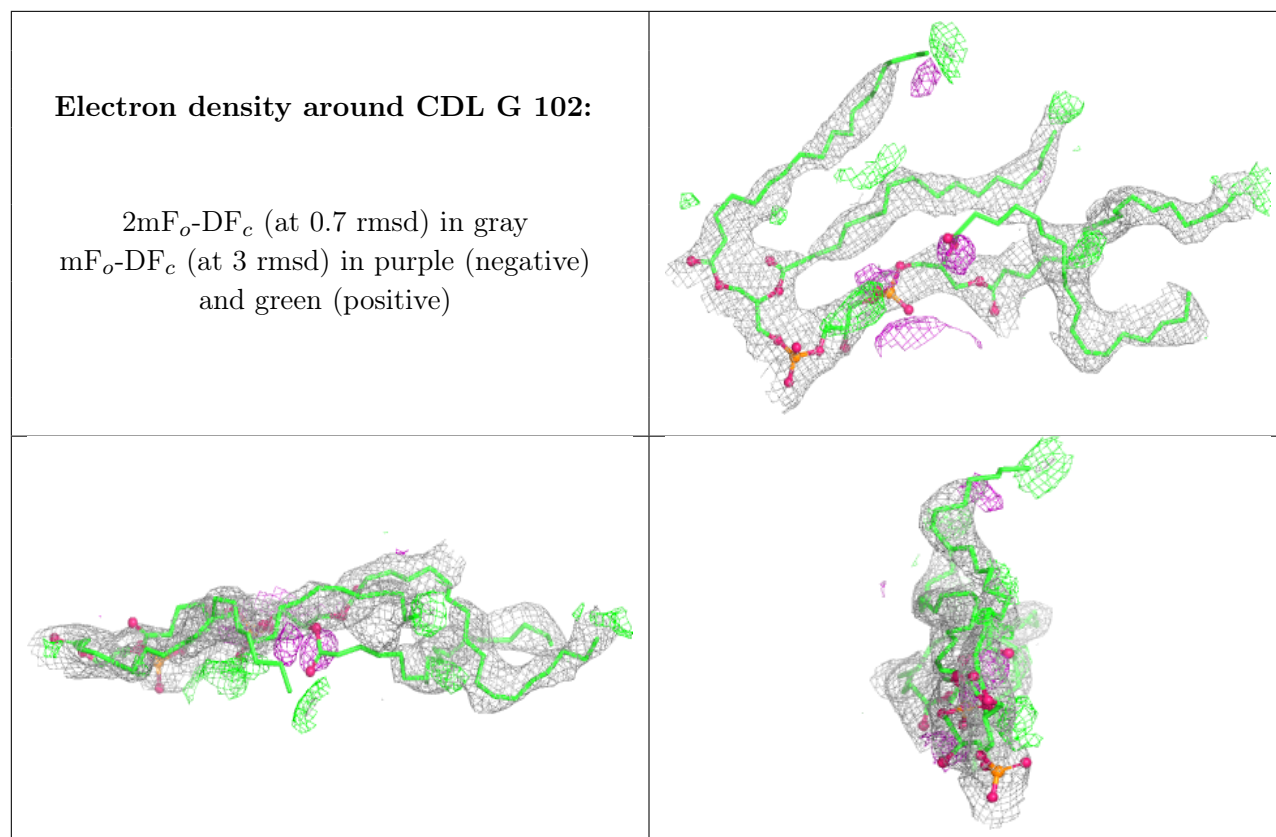 Electron density around CDL G 102:
2mFo-DFc (at 0.7 rmsd) in gray
mFo-DFc (at 3 rmsd) in purple (negative)
and green (positive)